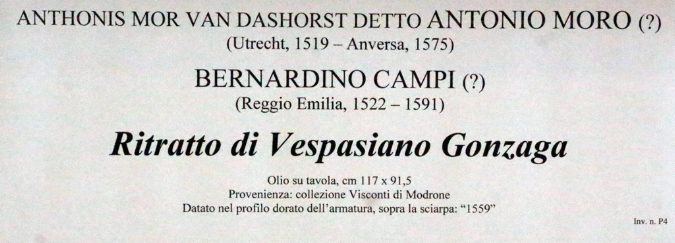 ANTHONIS MOR VAN DASHORST DETTO ANTONIO MORO (?)
(Utrecht, 1519 – Anversa, 1575)
BERNARDINO CAMPI (?)
(Reggio Emilia, 1522 – 1591)
Ritratto di Vespasiano Gonzaga
Olio su tavola, cm 117 x 91,5
Provenienza: collezione Visconti di Modrone
Datato nel profilo dorato dell'armatura, sopra la sciarpa: "1559"
Inv. n. P4